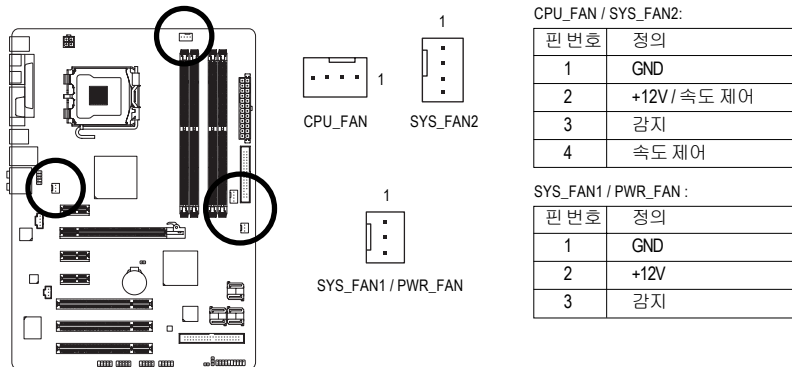 1
CPU_FAN
1
SYS_FAN2
1
SYS_FAN1 / PWR_FAN
CPU_FAN / SYS_FAN2:
핀 번호 정의
1 GND
2 +12V / 속도 제어
3 감지
4 속도 제어
SYS_FAN1 / PWR_FAN :
핀 번호 정의
1 GND
2 +12V
3 감지